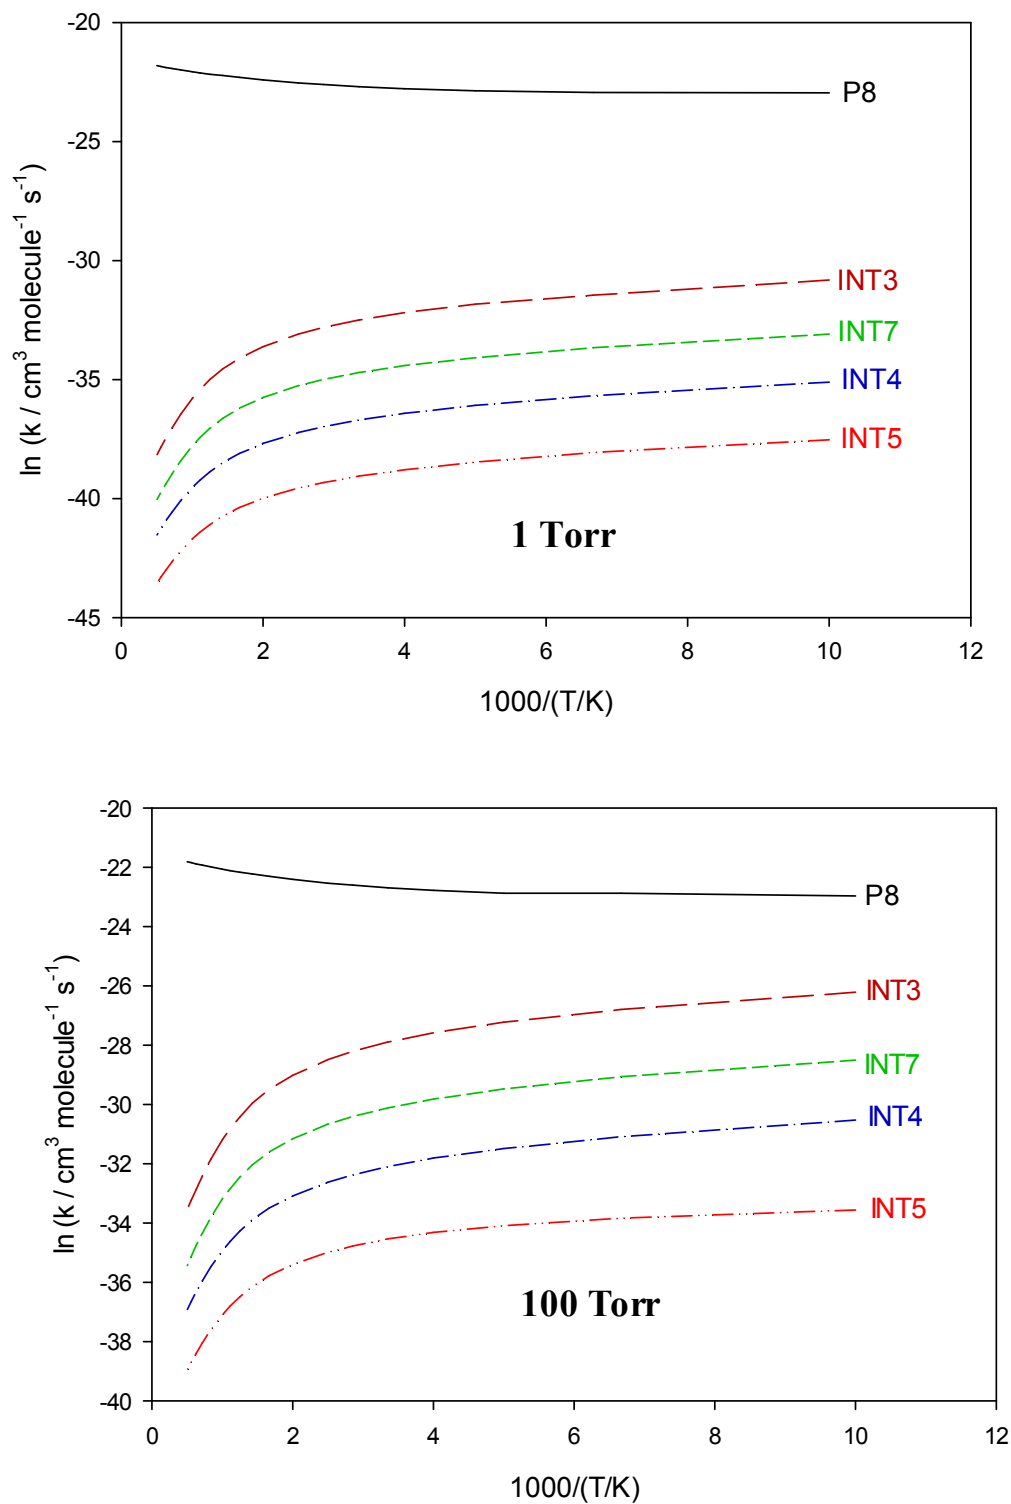 -20
P8
-25
-30
INT3
INT7
-35
INT4
INT5
-40
1 Torr
-45
0 2 4 6 8 10 12
1000/(T/K)
ln (k / cm³ molecule⁻¹ s⁻¹)
-20
-22
P8
-24
-26
INT3
-28
INT7
-30
INT4
-32
-34
INT5
-36
100 Torr
-38
-40
0 2 4 6 8 10 12
1000/(T/K)
ln (k / cm³ molecule⁻¹ s⁻¹)